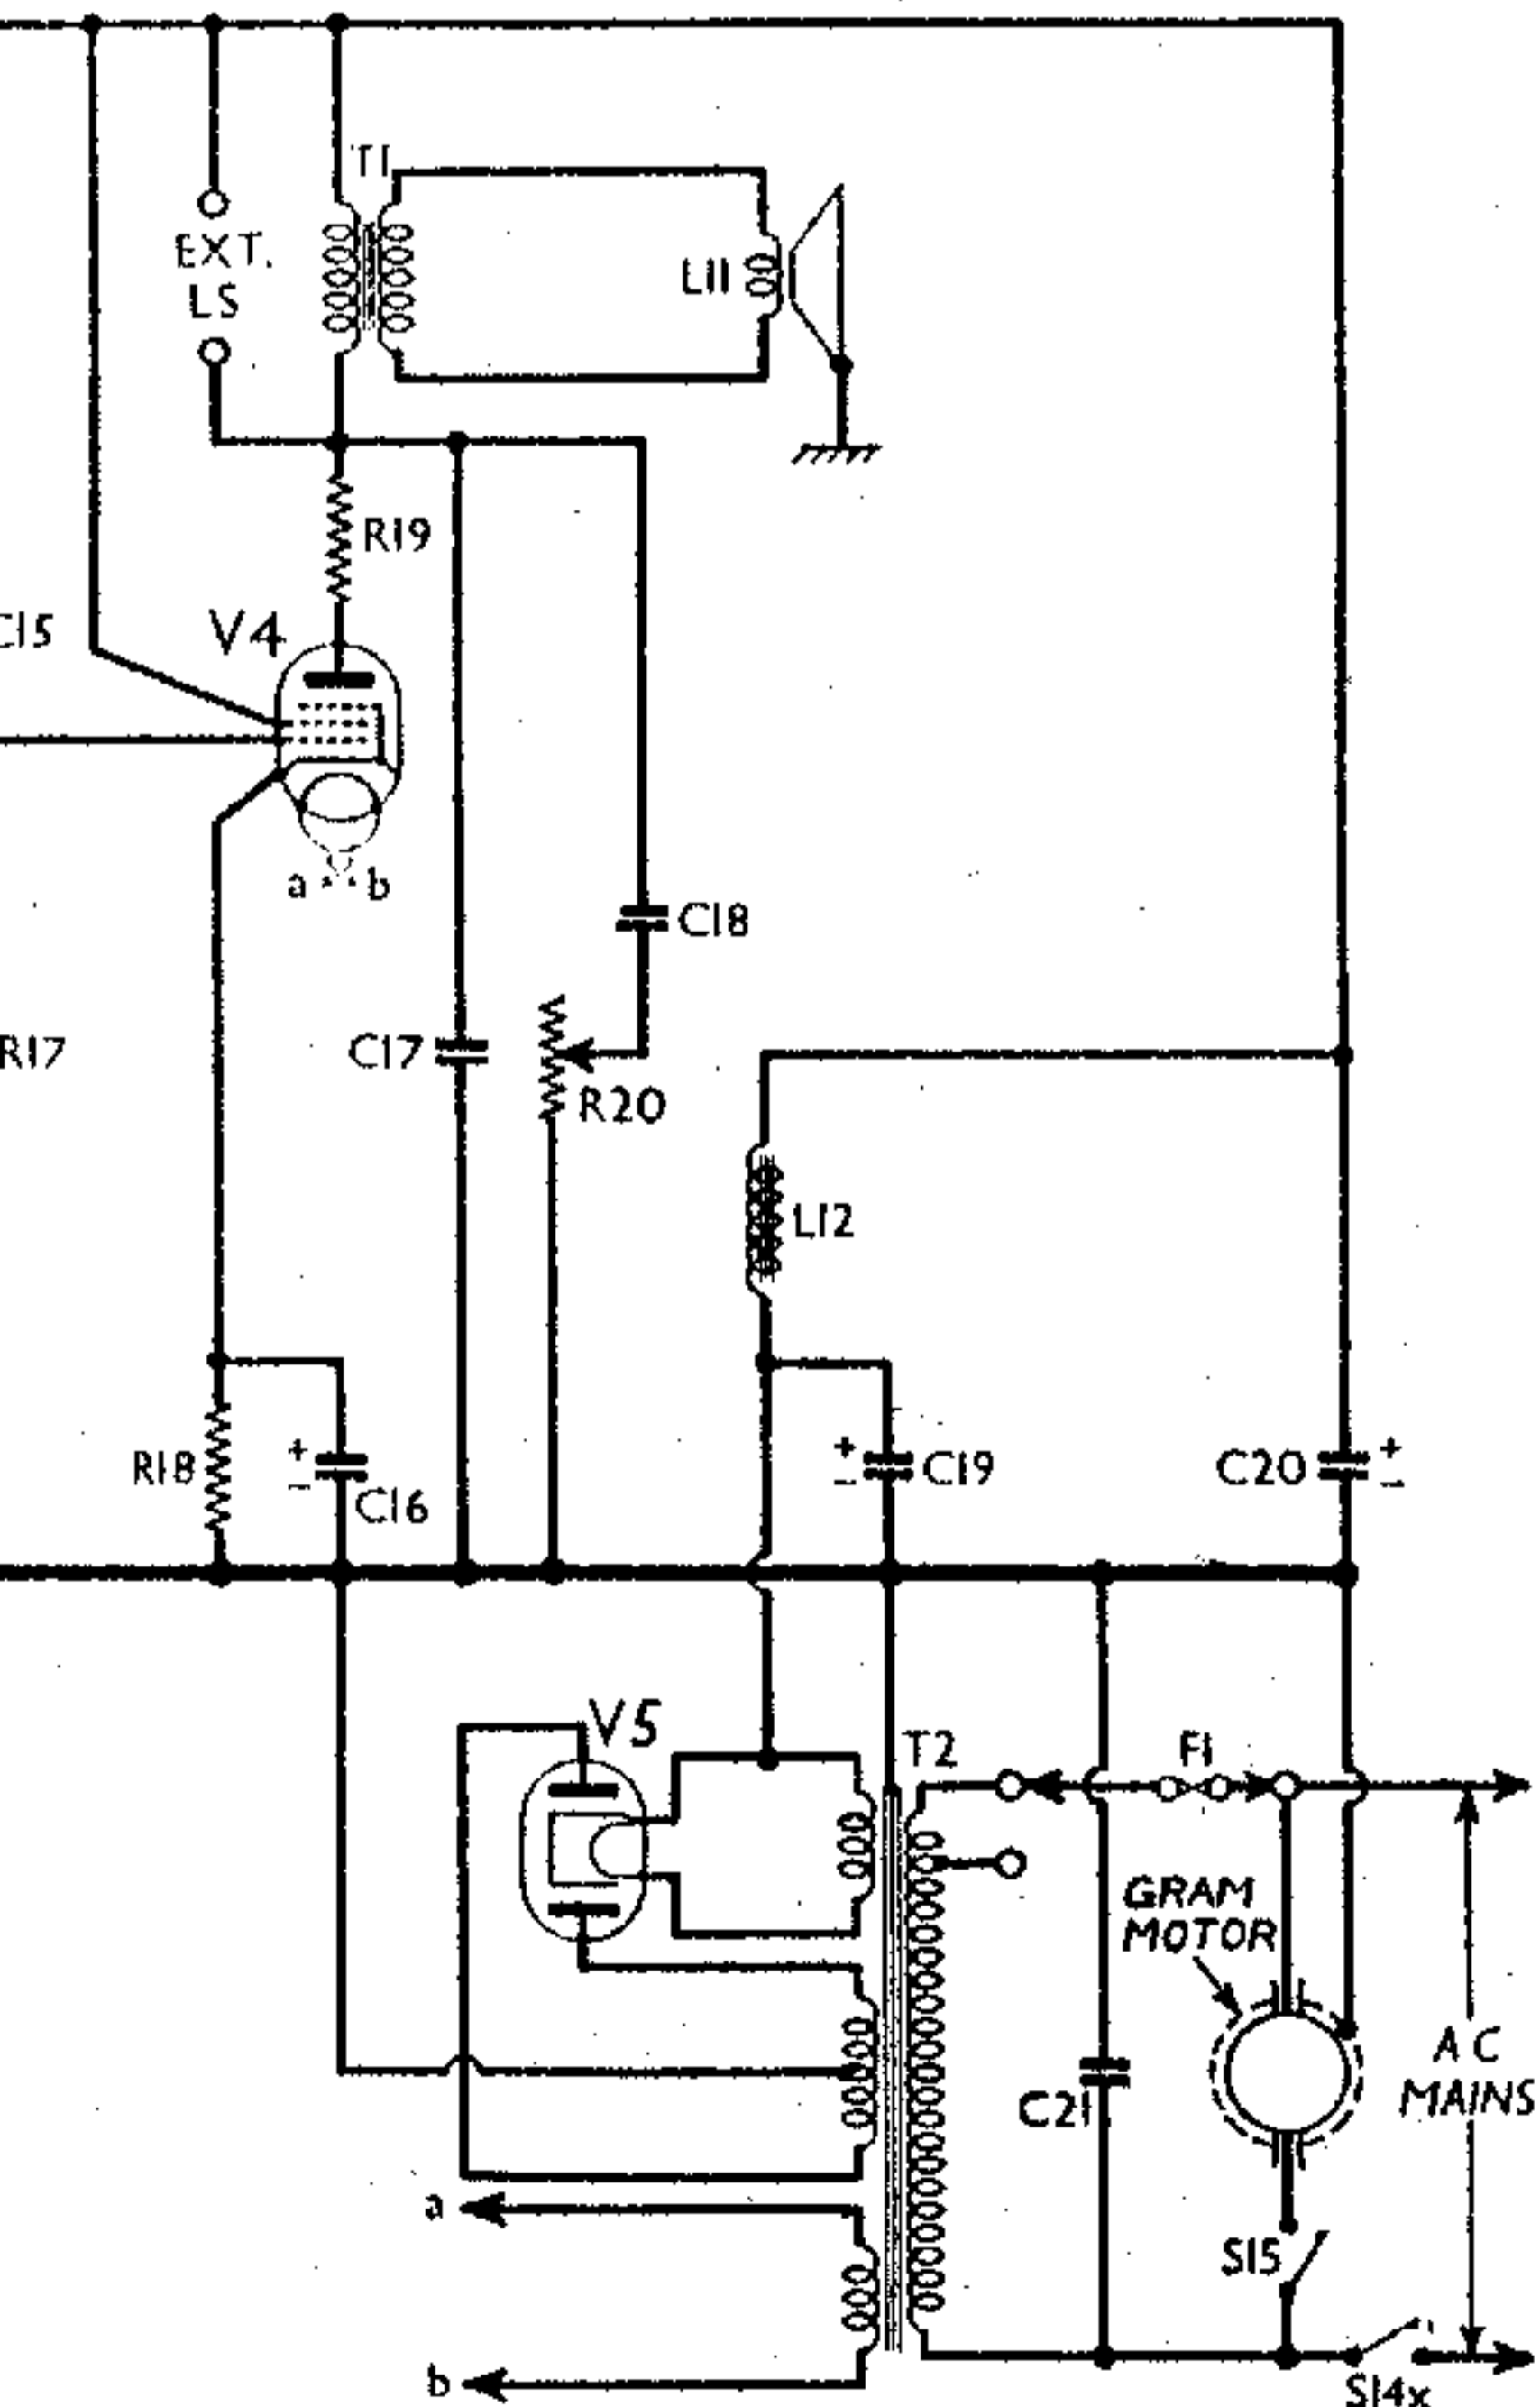 T1
EXT.
LS
L11
R19
C15
V4
a b
C18
R17
C17
R20
L12
R18
+
−
C16
+
−
C19
C20
+
−
V5
T2
F1
GRAM
MOTOR
AC
MAINS
C21
a
S15
b
S14x